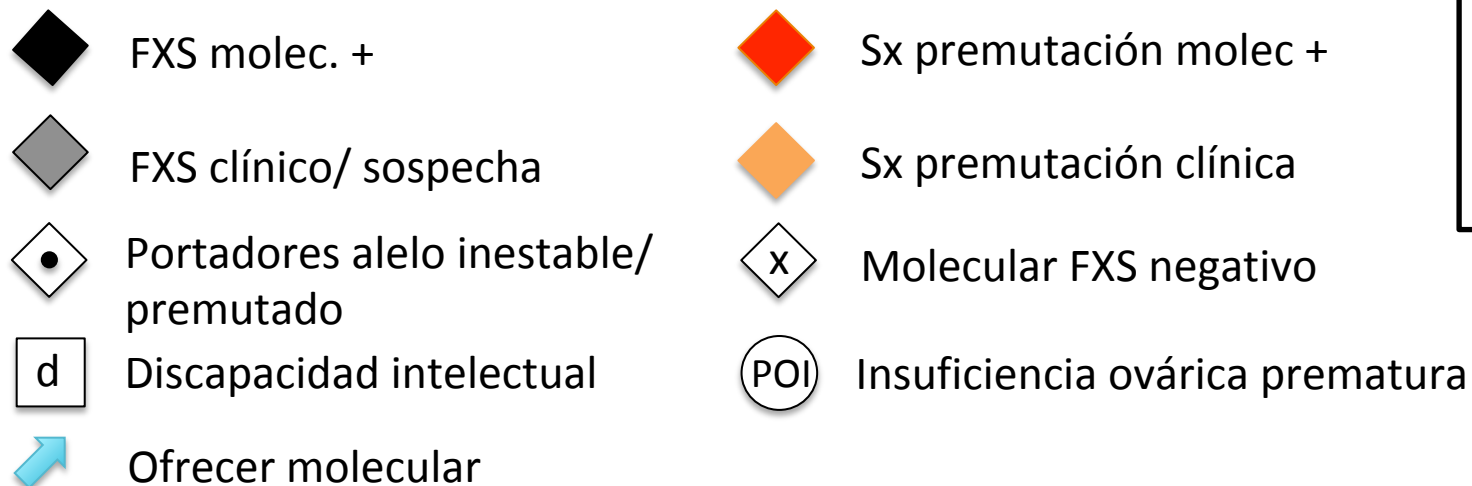 FXS molec. +
Sx premutación molec +
FXS clínico/ sospecha
Sx premutación clínica
Portadores alelo inestable/
premutado
x
Molecular FXS negativo
d
Discapacidad intelectual
POI
Insuficiencia ovárica prematura
Ofrecer molecular